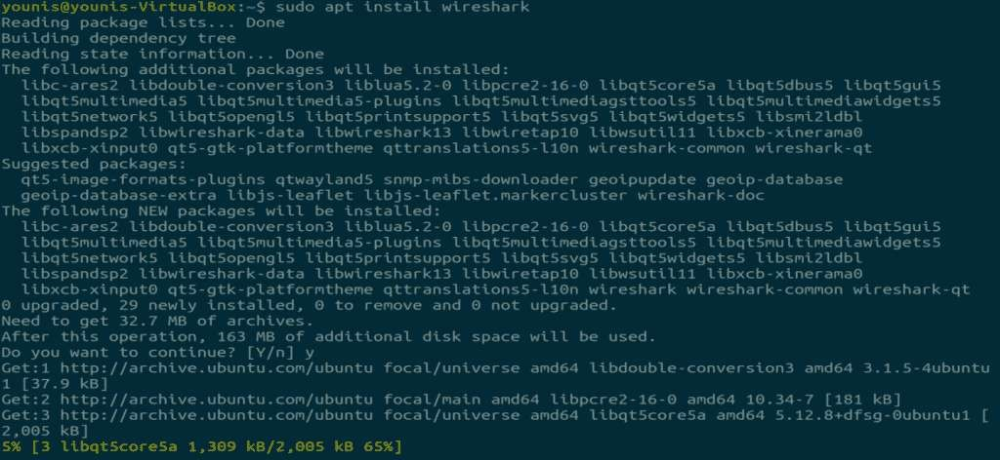 younis@younis-VirtualBox:~$ sudo apt install wireshark
Reading package lists... Done
Building dependency tree
Reading state information... Done
The following additional packages will be installed:
  libc-ares2 libdouble-conversion3 liblua5.2-0 libpcre2-16-0 libqt5core5a libqt5dbus5 libqt5gui5
  libqt5multimedia5 libqt5multimedia5-plugins libqt5multimediagsttools5 libqt5multimediawidgets5
  libqt5network5 libqt5opengl5 libqt5printsupport5 libqt5svg5 libqt5widgets5 libsmi2ldbl
  libspandsp2 libwireshark-data libwireshark13 libwiretap10 libwsutil11 libxcb-xinerama0
  libxcb-xinput0 qt5-gtk-platformtheme qttranslations5-l10n wireshark-common wireshark-qt
Suggested packages:
  qt5-image-formats-plugins qtwayland5 snmp-mibs-downloader geoipupdate geoip-database
  geoip-database-extra libjs-leaflet libjs-leaflet.markercluster wireshark-doc
The following NEW packages will be installed:
  libc-ares2 libdouble-conversion3 liblua5.2-0 libpcre2-16-0 libqt5core5a libqt5dbus5 libqt5gui5
  libqt5multimedia5 libqt5multimedia5-plugins libqt5multimediagsttools5 libqt5multimediawidgets5
  libqt5network5 libqt5opengl5 libqt5printsupport5 libqt5svg5 libqt5widgets5 libsmi2ldbl
  libspandsp2 libwireshark-data libwireshark13 libwiretap10 libwsutil11 libxcb-xinerama0
  libxcb-xinput0 qt5-gtk-platformtheme qttranslations5-l10n wireshark wireshark-common wireshark-qt
0 upgraded, 29 newly installed, 0 to remove and 0 not upgraded.
Need to get 32.7 MB of archives.
After this operation, 163 MB of additional disk space will be used.
Do you want to continue? [Y/n] y
Get:1 http://archive.ubuntu.com/ubuntu focal/universe amd64 libdouble-conversion3 amd64 3.1.5-4ubuntu
1 [37.9 kB]
Get:2 http://archive.ubuntu.com/ubuntu focal/main amd64 libpcre2-16-0 amd64 10.34-7 [181 kB]
Get:3 http://archive.ubuntu.com/ubuntu focal/universe amd64 libqt5core5a amd64 5.12.8+dfsg-0ubuntu1 [
2,005 kB]
5% [3 libqt5core5a 1,309 kB/2,005 kB 65%]